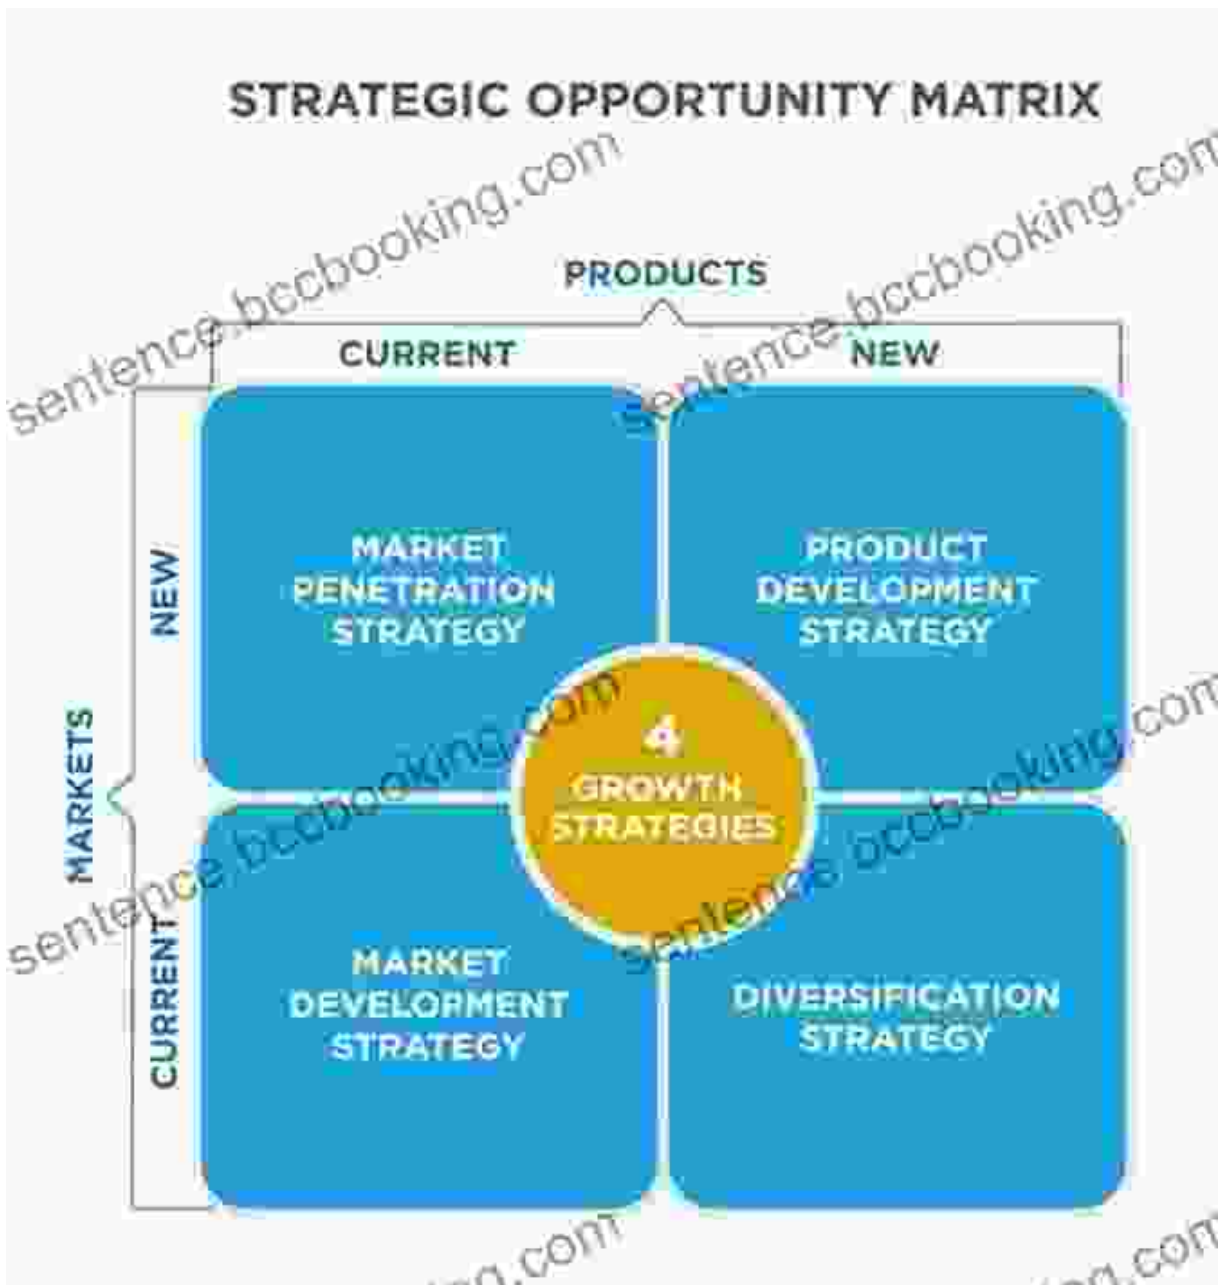 STRATEGIC OPPORTUNITY MATRIX
sentence.bccbooking.com
sentence.bccbooking.com
PRODUCTS
CURRENT
NEW
NEW
MARKET
PENETRATION
STRATEGY
PRODUCT
DEVELOPMENT
STRATEGY
MARKETS
4
GROWTH
STRATEGIES
sentence.bccbooking.com
sentence.bccbooking.com
CURRENT
MARKET
DEVELOPMENT
STRATEGY
DIVERSIFICATION
STRATEGY